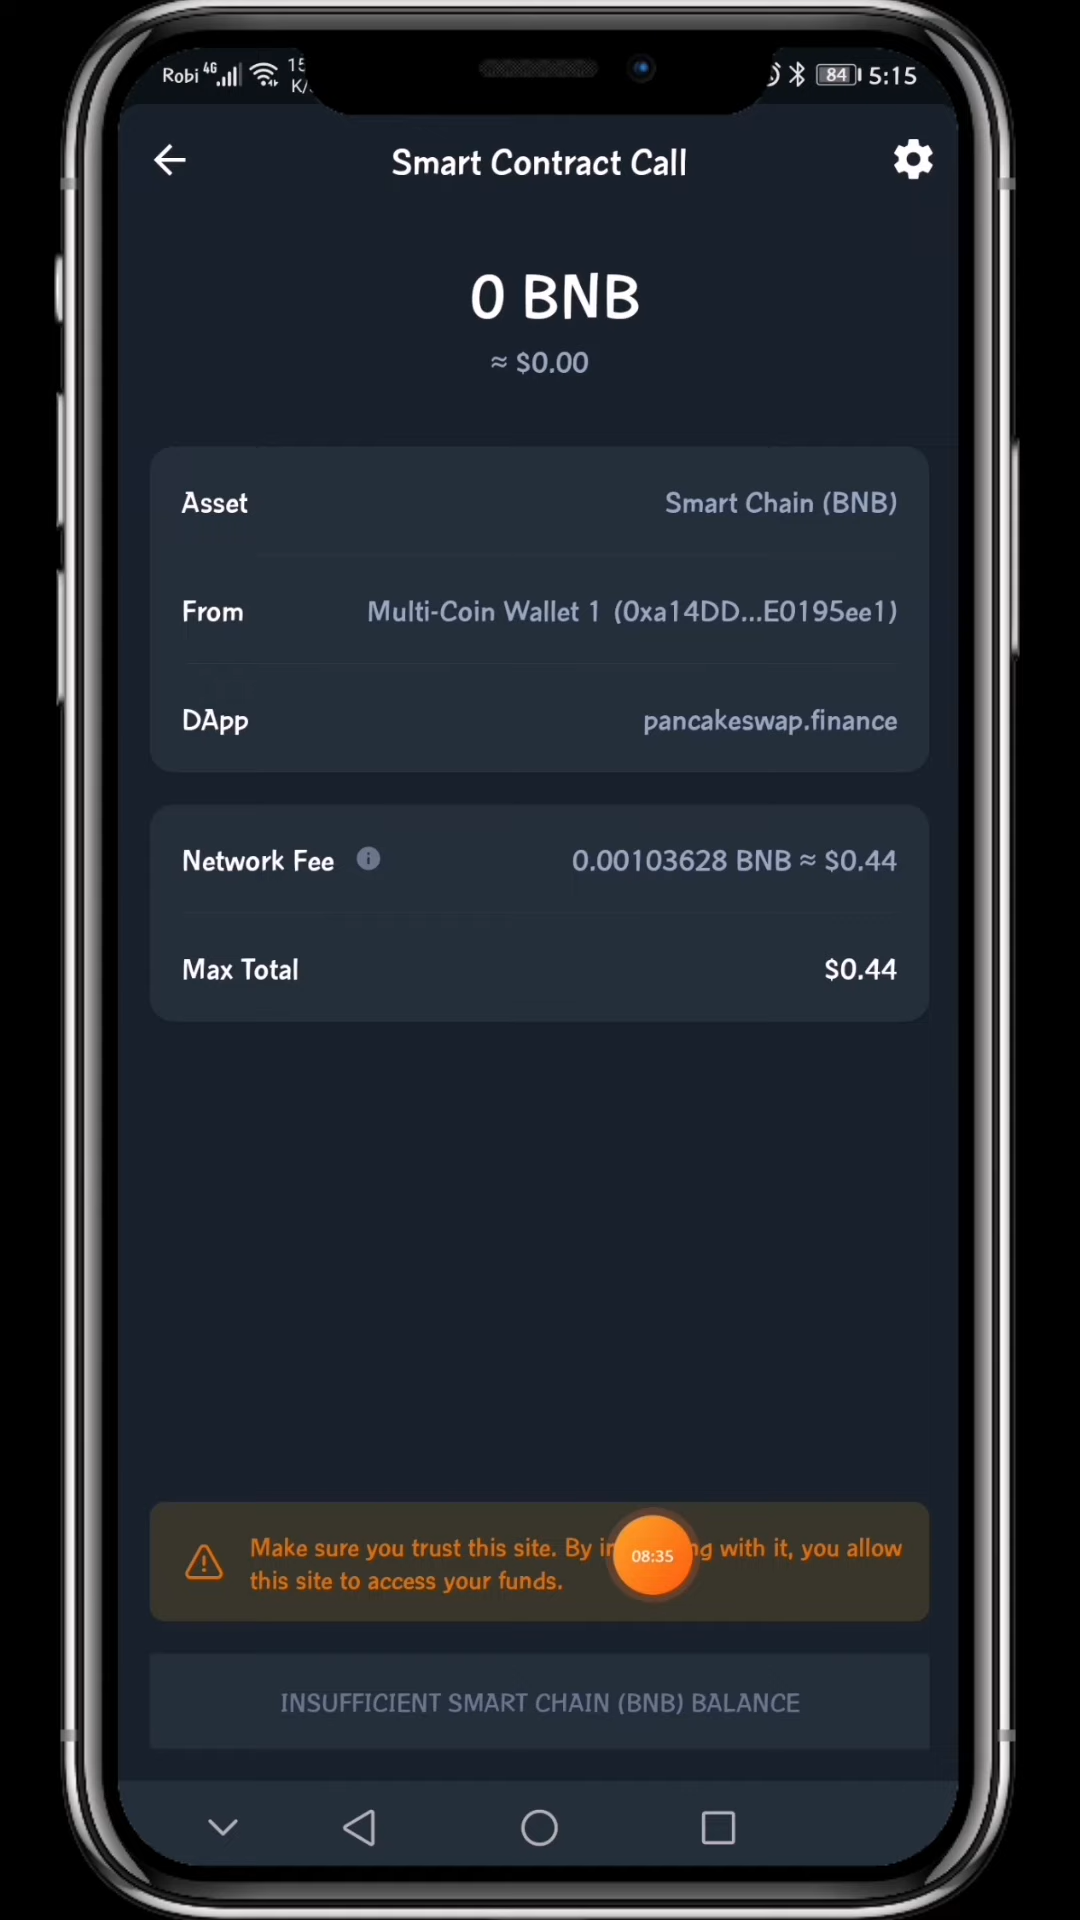 Robi 4G 84 5:15
Smart Contract Call
0 BNB
≈ $0.00
Asset Smart Chain (BNB)
From Multi-Coin Wallet 1 (0xa14DD...E0195ee1)
DApp pancakeswap.finance
Network Fee 0.00103628 BNB ≈ $0.44
Max Total $0.44
Make sure you trust this site. By 08:35 with it, you allow
this site to access your funds.
INSUFFICIENT SMART CHAIN (BNB) BALANCE